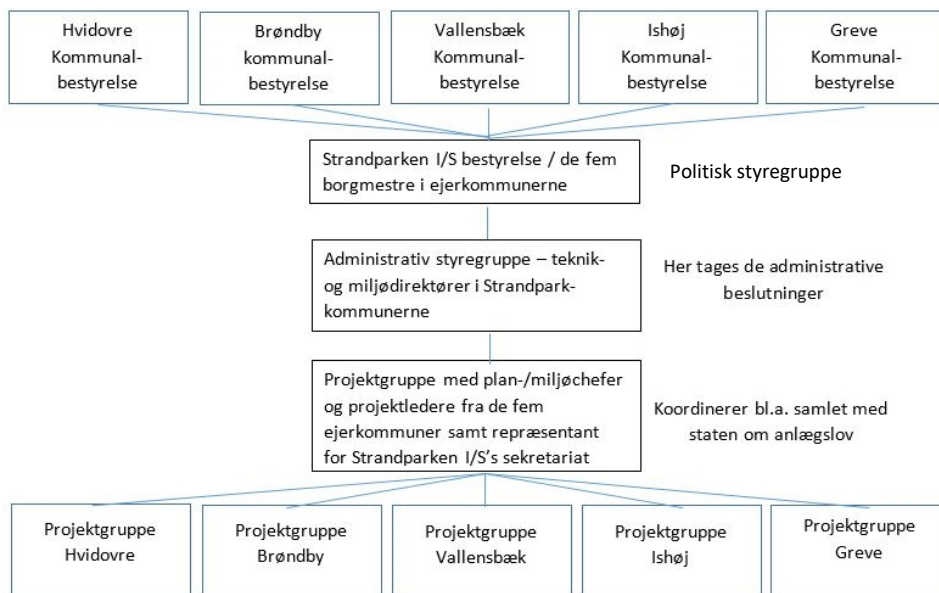 Hvidovre
Kommunal-
bestyrelse
Brøndby
kommunal-
bestyrelse
Vallensbæk
Kommunal-
bestyrelse
Ishøj
Kommunal-
bestyrelse
Greve
Kommunal-
bestyrelse
Strandparken I/S bestyrelse / de fem
borgmestre i ejerkommunerne
Politisk styregruppe
Administrativ styregruppe – teknik-
og miljødirektører i Strandpark-
kommunerne
Her tages de administrative
beslutninger
Projektgruppe med plan-/miljøchefer
og projektledere fra de fem
ejerkommuner samt repræsentant
for Strandparken I/S's sekretariat
Koordinerer bl.a. samlet med
staten om anlægslov
Projektgruppe
Hvidovre
Projektgruppe
Brøndby
Projektgruppe
Vallensbæk
Projektgruppe
Ishøj
Projektgruppe
Greve